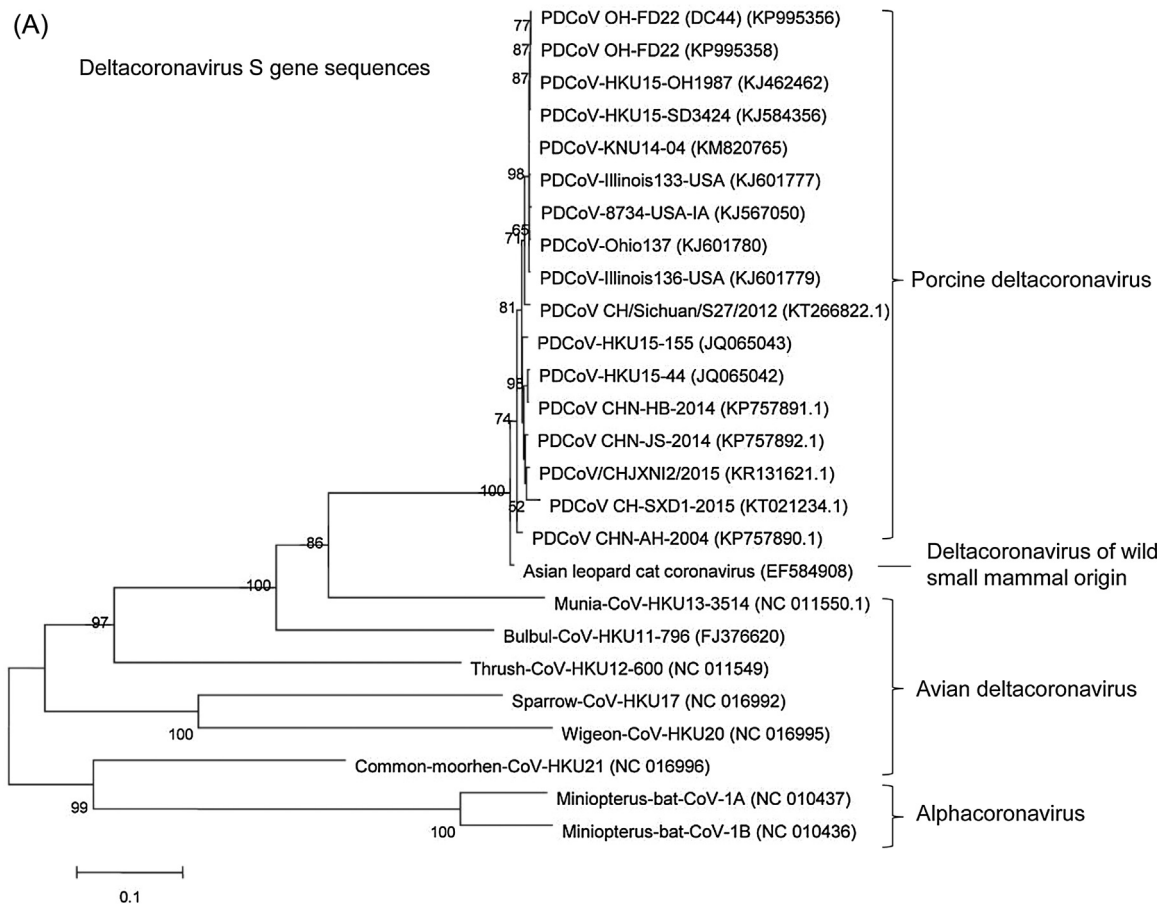 (A)
Deltacoronavirus S gene sequences
77
PDCoV OH-FD22 (DC44) (KP995356)
87
PDCoV OH-FD22 (KP995358)
87
PDCoV-HKU15-OH1987 (KJ462462)
PDCoV-HKU15-SD3424 (KJ584356)
PDCoV-KNU14-04 (KM820765)
98
PDCoV-Illinois133-USA (KJ601777)
PDCoV-8734-USA-IA (KJ567050)
65
71
PDCoV-Ohio137 (KJ601780)
PDCoV-Illinois136-USA (KJ601779)
Porcine deltacoronavirus
81
PDCoV CH/Sichuan/S27/2012 (KT266822.1)
PDCoV-HKU15-155 (JQ065043)
PDCoV-HKU15-44 (JQ065042)
PDCoV CHN-HB-2014 (KP757891.1)
74
PDCoV CHN-JS-2014 (KP757892.1)
PDCoV/CHJXNI2/2015 (KR131621.1)
100
PDCoV CH-SXD1-2015 (KT021234.1)
52
PDCoV CHN-AH-2004 (KP757890.1)
86
Asian leopard cat coronavirus (EF584908)
Deltacoronavirus of wild
small mammal origin
100
Munia-CoV-HKU13-3514 (NC 011550.1)
97
Bulbul-CoV-HKU11-796 (FJ376620)
Thrush-CoV-HKU12-600 (NC 011549)
Avian deltacoronavirus
Sparrow-CoV-HKU17 (NC 016992)
100
Wigeon-CoV-HKU20 (NC 016995)
Common-moorhen-CoV-HKU21 (NC 016996)
99
Miniopterus-bat-CoV-1A (NC 010437)
Alphacoronavirus
100
Miniopterus-bat-CoV-1B (NC 010436)
0.1